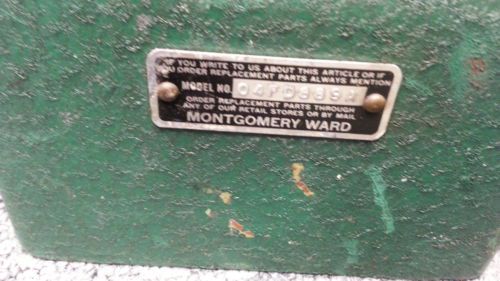 IF YOU WRITE TO US ABOUT THIS ARTICLE OR IF
YOU ORDER REPLACEMENT PARTS ALWAYS MENTION
MODEL NO.
ORDER REPLACEMENT PARTS THROUGH
ANY OF OUR RETAIL STORES OR BY MAIL
MONTGOMERY WARD